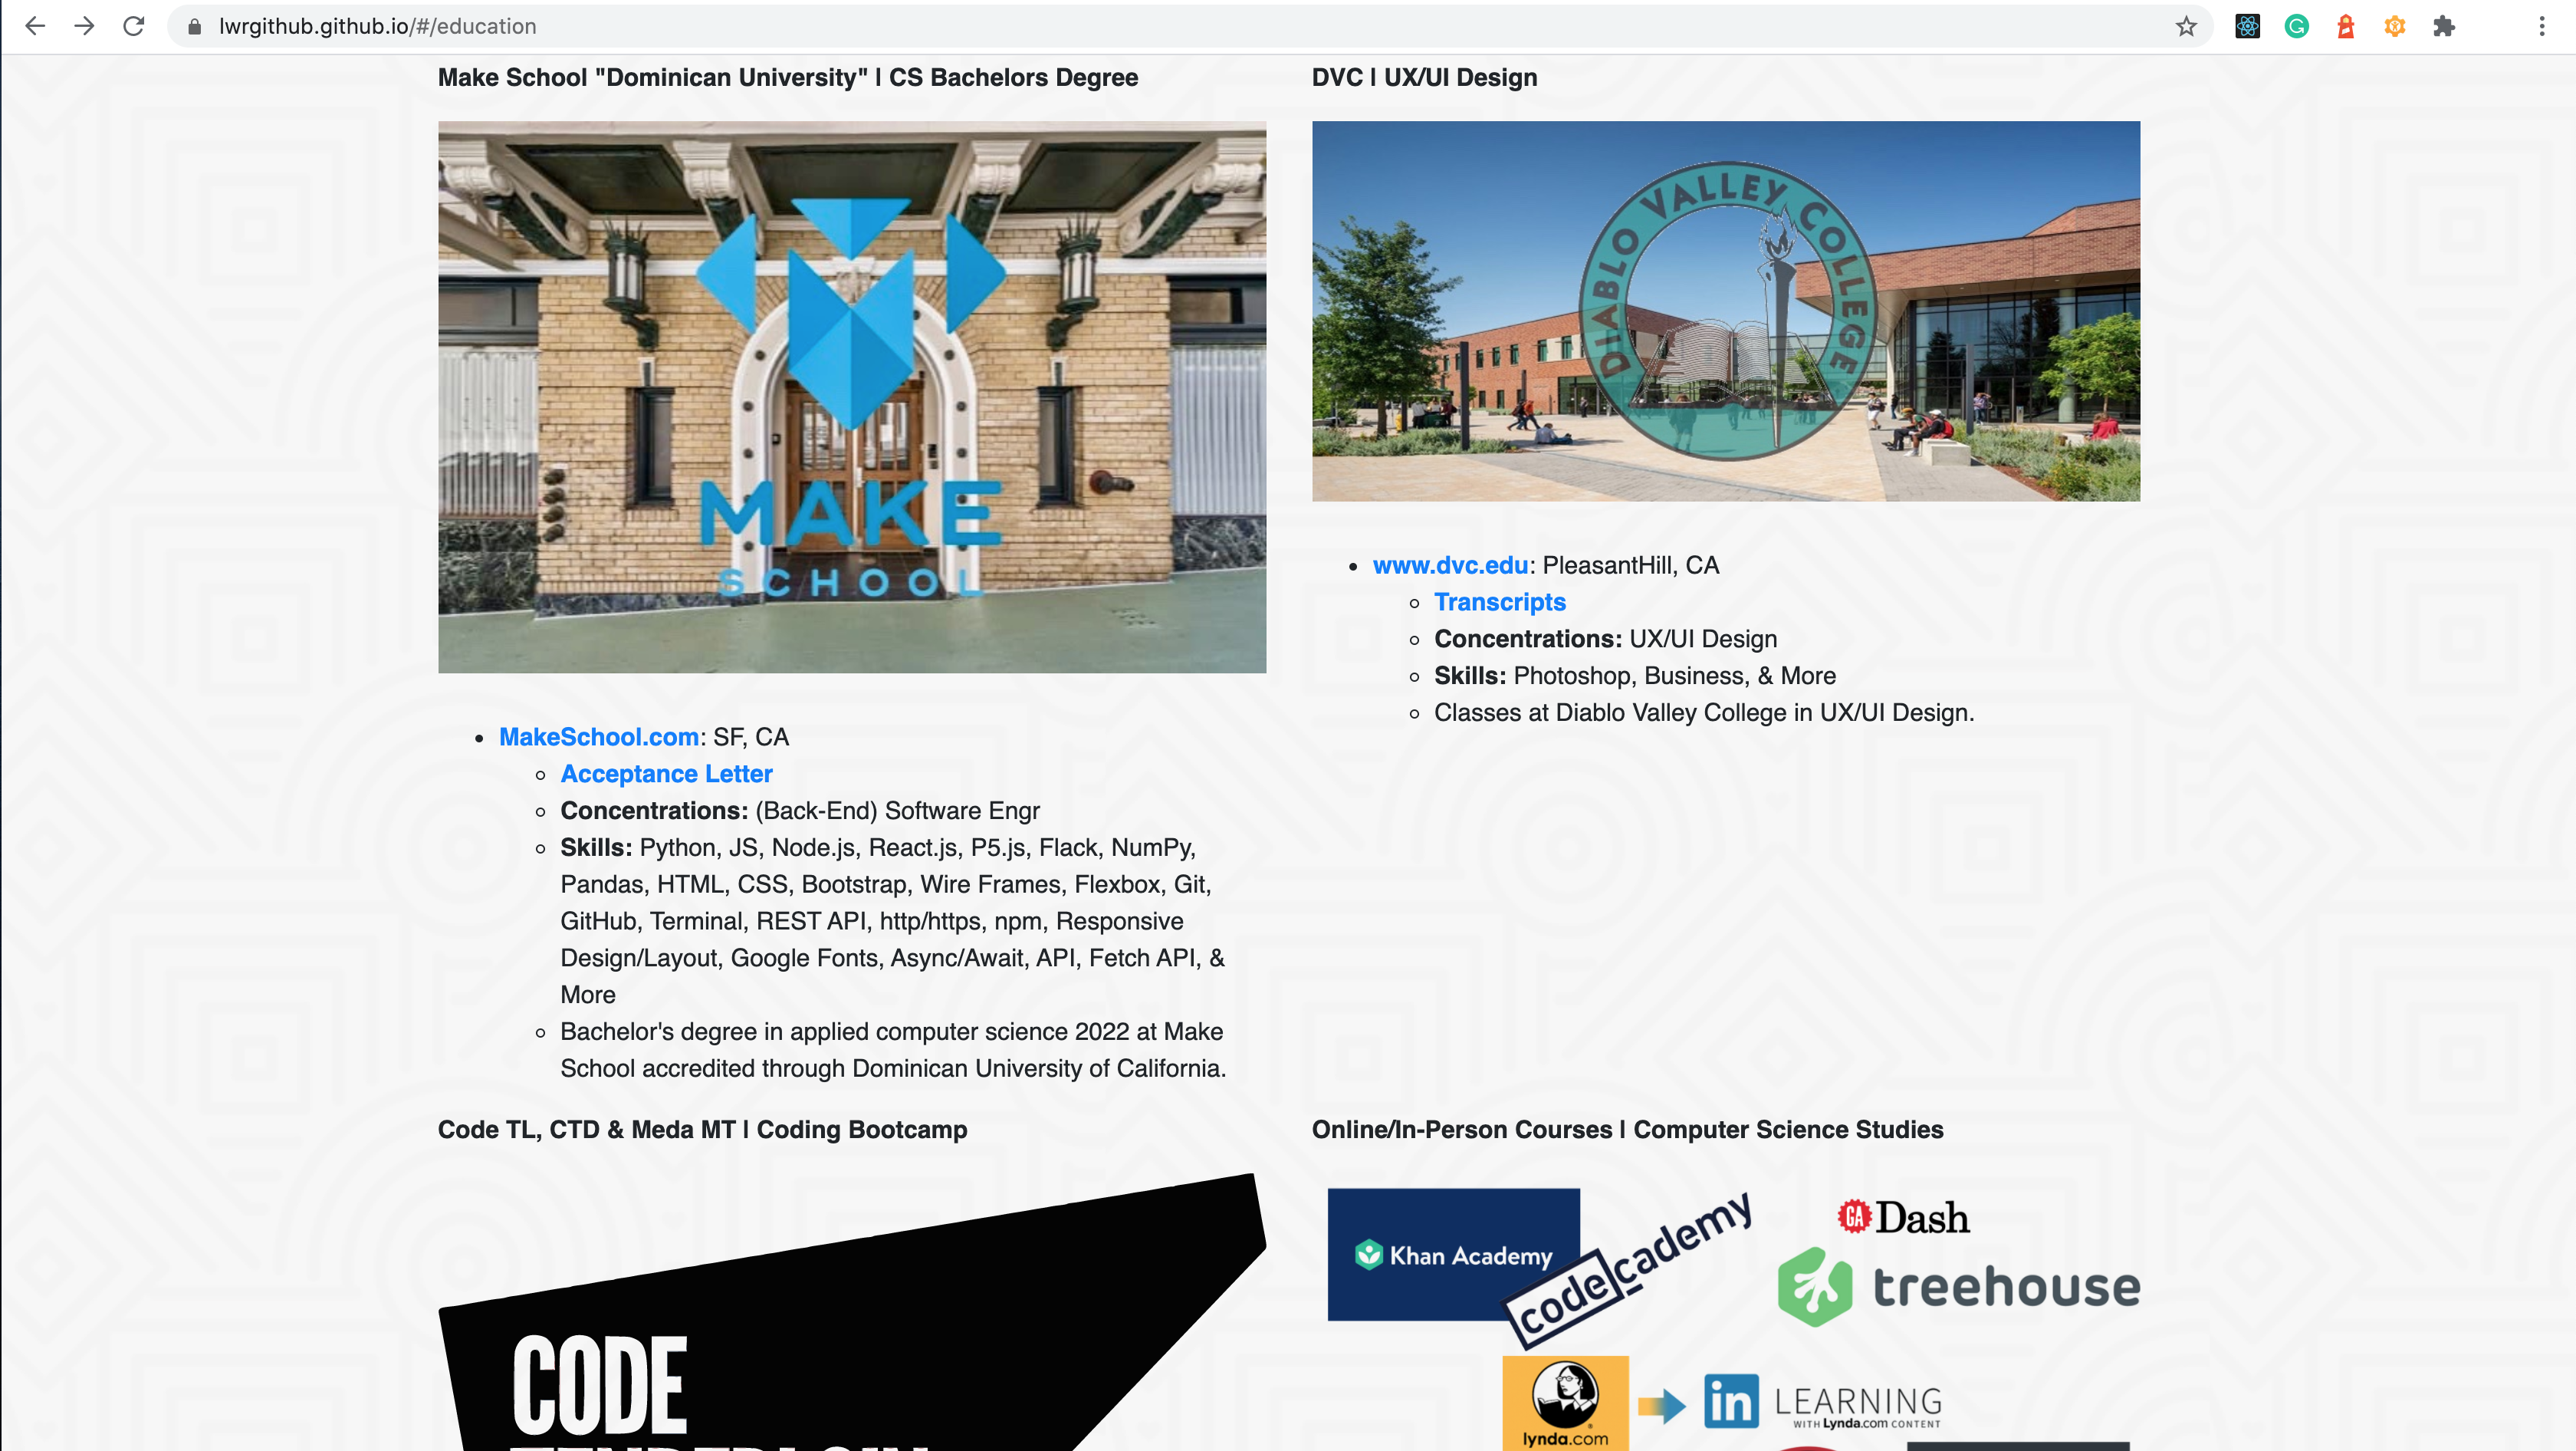 lwrgithub.github.io/#/education
Make School "Dominican University" | CS Bachelors Degree
MAKE
SCHOOL
MakeSchool.com: SF, CA
Acceptance Letter
Concentrations: (Back-End) Software Engr
Skills: Python, JS, Node.js, React.js, P5.js, Flack, NumPy,
Pandas, HTML, CSS, Bootstrap, Wire Frames, Flexbox, Git,
GitHub, Terminal, REST API, http/https, npm, Responsive
Design/Layout, Google Fonts, Async/Await, API, Fetch API, &
More
Bachelor's degree in applied computer science 2022 at Make
School accredited through Dominican University of California.
DVC | UX/UI Design
DIABLO VALLEY COLLEGE
www.dvc.edu: PleasantHill, CA
Transcripts
Concentrations: UX/UI Design
Skills: Photoshop, Business, & More
Classes at Diablo Valley College in UX/UI Design.
Code TL, CTD & Meda MT | Coding Bootcamp
CODE
Online/In-Person Courses | Computer Science Studies
Khan Academy
codecademy
GA Dash
treehouse
lynda.com
in LEARNING
WITH Lynda.com CONTENT